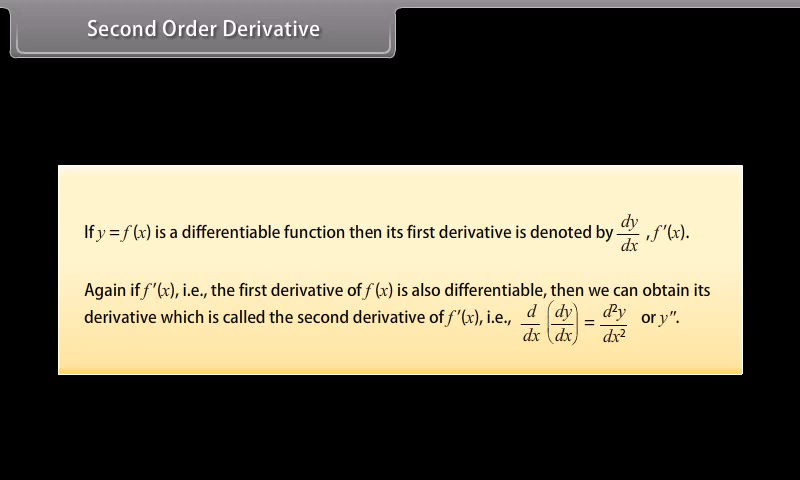 Second Order Derivative
If y = f (x) is a differentiable function then its first derivative is denoted by dy/dx , f ′(x).
Again if f ′(x), i.e., the first derivative of f (x) is also differentiable, then we can obtain its
derivative which is called the second derivative of f ′(x), i.e., d/dx (dy/dx) = d²y/dx² or y″.